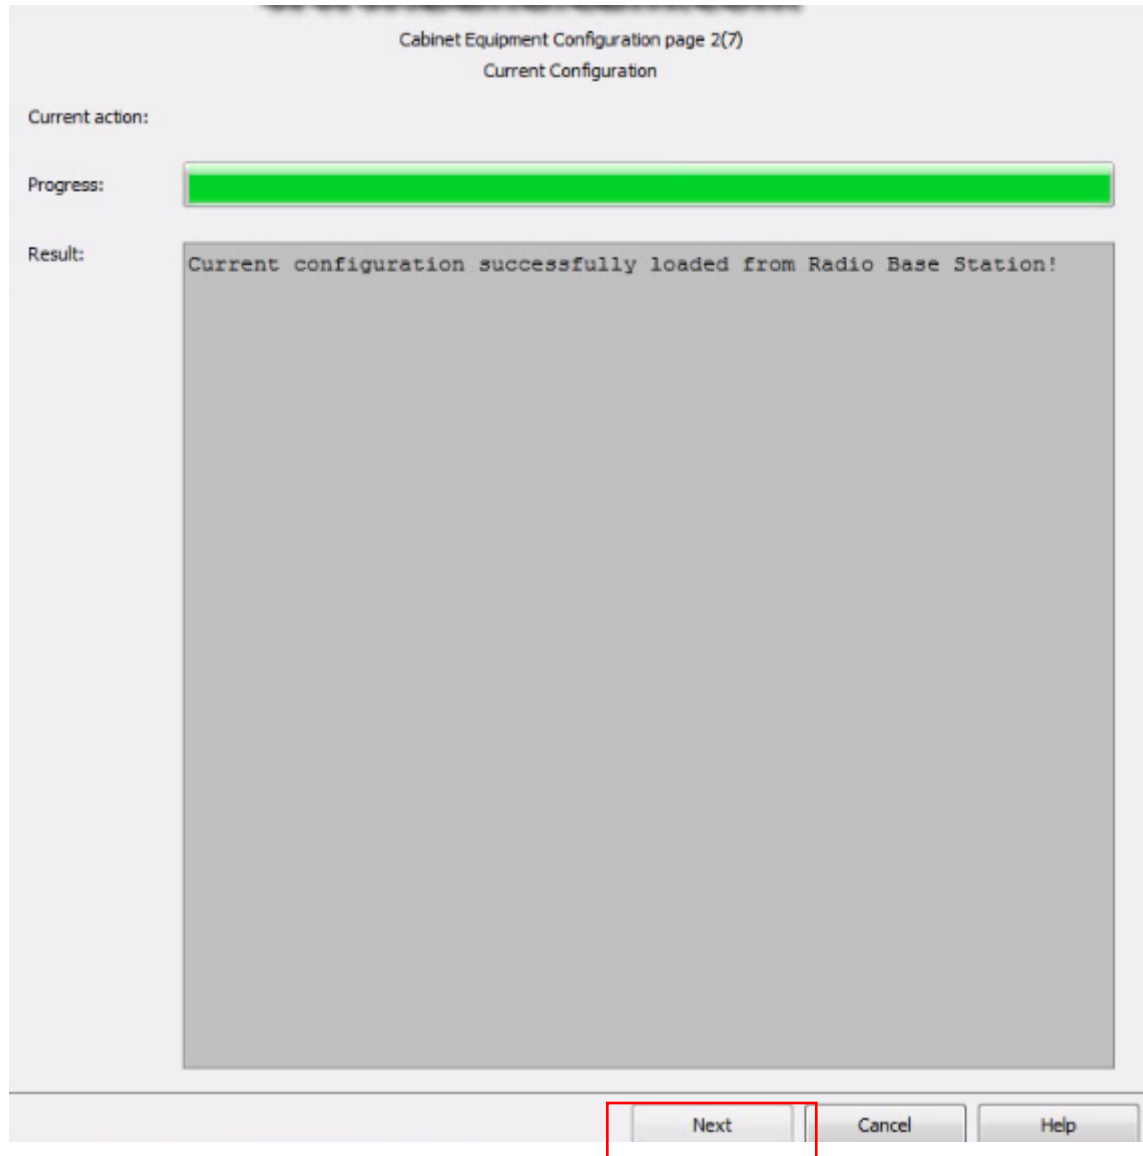 Cabinet Equipment Configuration page 2(7)
Current Configuration
Current action:
Progress:
Result:
Current configuration successfully loaded from Radio Base Station!
Next
Cancel
Help